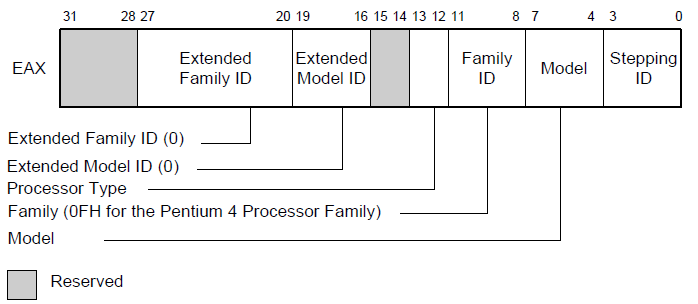 31 28 27 20 19 16 15 14 13 12 11 8 7 4 3 0
EAX
Extended Family ID
Extended Model ID
Family ID
Model
Stepping ID
Extended Family ID (0)
Extended Model ID (0)
Processor Type
Family (0FH for the Pentium 4 Processor Family)
Model
Reserved